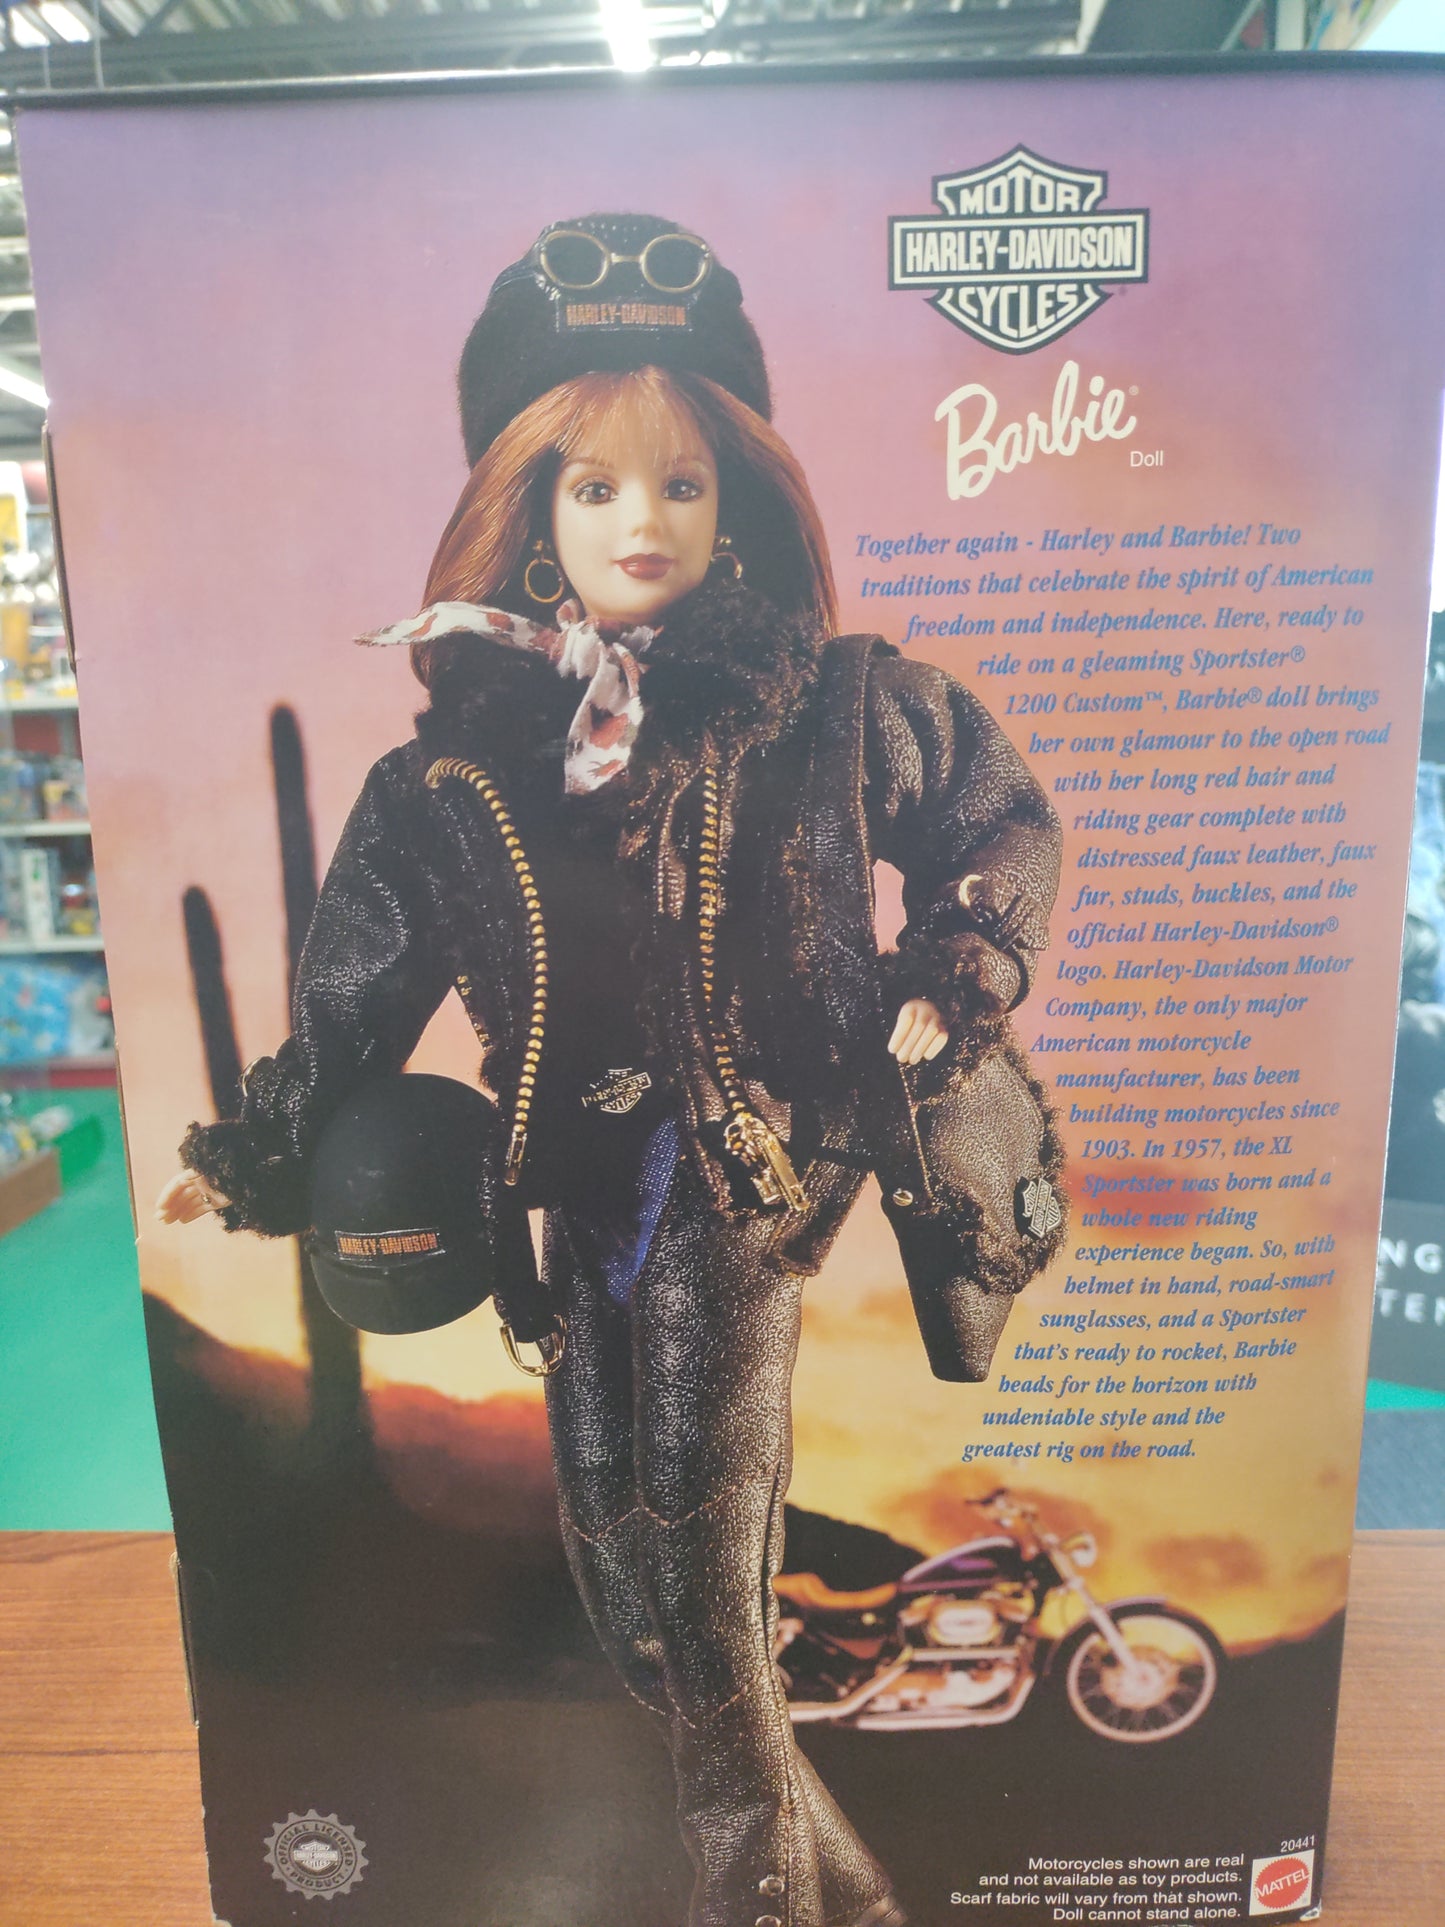 MOTOR
HARLEY-DAVIDSON
CYCLES
Barbie®
Doll
HARLEY-DAVIDSON
Together again - Harley and Barbie! Two
traditions that celebrate the spirit of American
freedom and independence. Here, ready to
ride on a gleaming Sportster®
1200 Custom™, Barbie® doll brings
her own glamour to the open road
with her long red hair and
riding gear complete with
distressed faux leather, faux
fur, studs, buckles, and the
official Harley-Davidson®
logo. Harley-Davidson Motor
Company, the only major
American motorcycle
manufacturer, has been
building motorcycles since
1903. In 1957, the XL
Sportster was born and a
whole new riding
experience began. So, with
helmet in hand, road-smart
sunglasses, and a Sportster
that's ready to rocket, Barbie
heads for the horizon with
undeniable style and the
greatest rig on the road.
HARLEY-DAVIDSON
OFFICIAL LICENSED
MOTOR
HARLEY-DAVIDSON
CYCLES
PRODUCT
20441
Motorcycles shown are real
and not available as toy products.
Scarf fabric will vary from that shown.
Doll cannot stand alone.
MATTEL